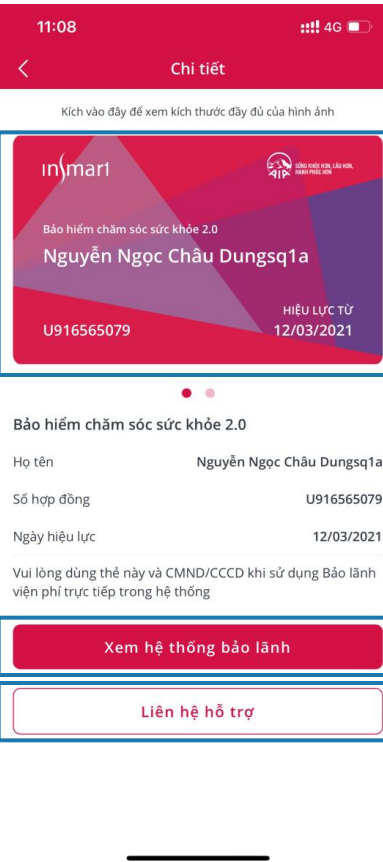 11:08
4G
Chi tiết
Kích vào đây để xem kích thước đầy đủ của hình ảnh
insmart
AIA
SỐNG KHỎE HƠN, LÂU HƠN,
HẠNH PHÚC HƠN
Bảo hiểm chăm sóc sức khỏe 2.0
Nguyễn Ngọc Châu Dungsq1a
HIỆU LỰC TỪ
U916565079 12/03/2021
Bảo hiểm chăm sóc sức khỏe 2.0
Họ tên Nguyễn Ngọc Châu Dungsq1a
Số hợp đồng U916565079
Ngày hiệu lực 12/03/2021
Vui lòng dùng thẻ này và CMND/CCCD khi sử dụng Bảo lãnh
viện phí trực tiếp trong hệ thống
Xem hệ thống bảo lãnh
Liên hệ hỗ trợ